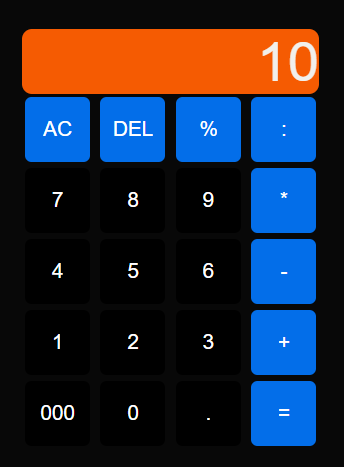 10
AC DEL % :
7 8 9 *
4 5 6 -
1 2 3 +
000 0 . =